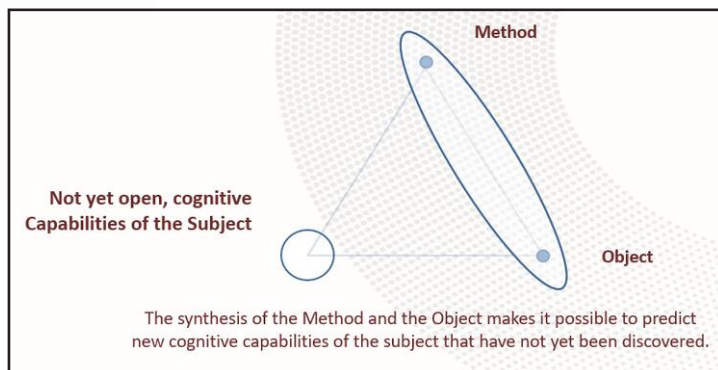 Method
Not yet open, cognitive
Capabilities of the Subject
Object
The synthesis of the Method and the Object makes it possible to predict
new cognitive capabilities of the subject that have not yet been discovered.